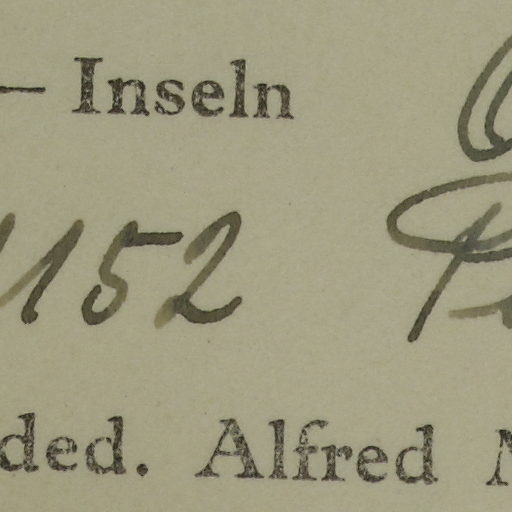 — Inseln
1152
ded. Alfred